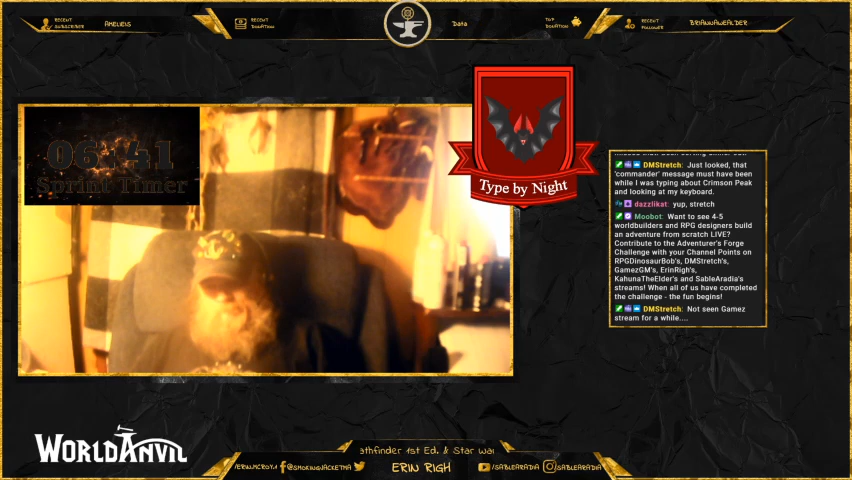 RECENT
SUBSCRIBER
AMELIEIS
RECENT
DONATION
Data
TOP
DONATION
RECENT
FOLLOWER
BRIANNAWEALDER
06:41
Sprint Timer
Type by Night
DMStretch: Just looked, that
'commander' message must have been
while I was typing about Crimson Peak
and looking at my keyboard.
dazzlikat: yup, stretch
Moobot: Want to see 4-5
worldbuilders and RPG designers build
an adventure from scratch LIVE?
Contribute to the Adventurer's Forge
Challenge with your Channel Points on
RPGDinosaurBob's, DMStretch's,
GamezGM's, ErinRigh's,
KahunaTheElder's and SableAradia's
streams! When all of us have completed
the challenge - the fun begins!
DMStretch: Not seen Gamez
stream for a while....
WORLDANVIL
athfinder 1st Ed. & Star Wa
/ERIN.MCROY.1
@SMOKINGJACKETMA
ERIN RIGH
/SABLEARADIA
/SABLEARADIA